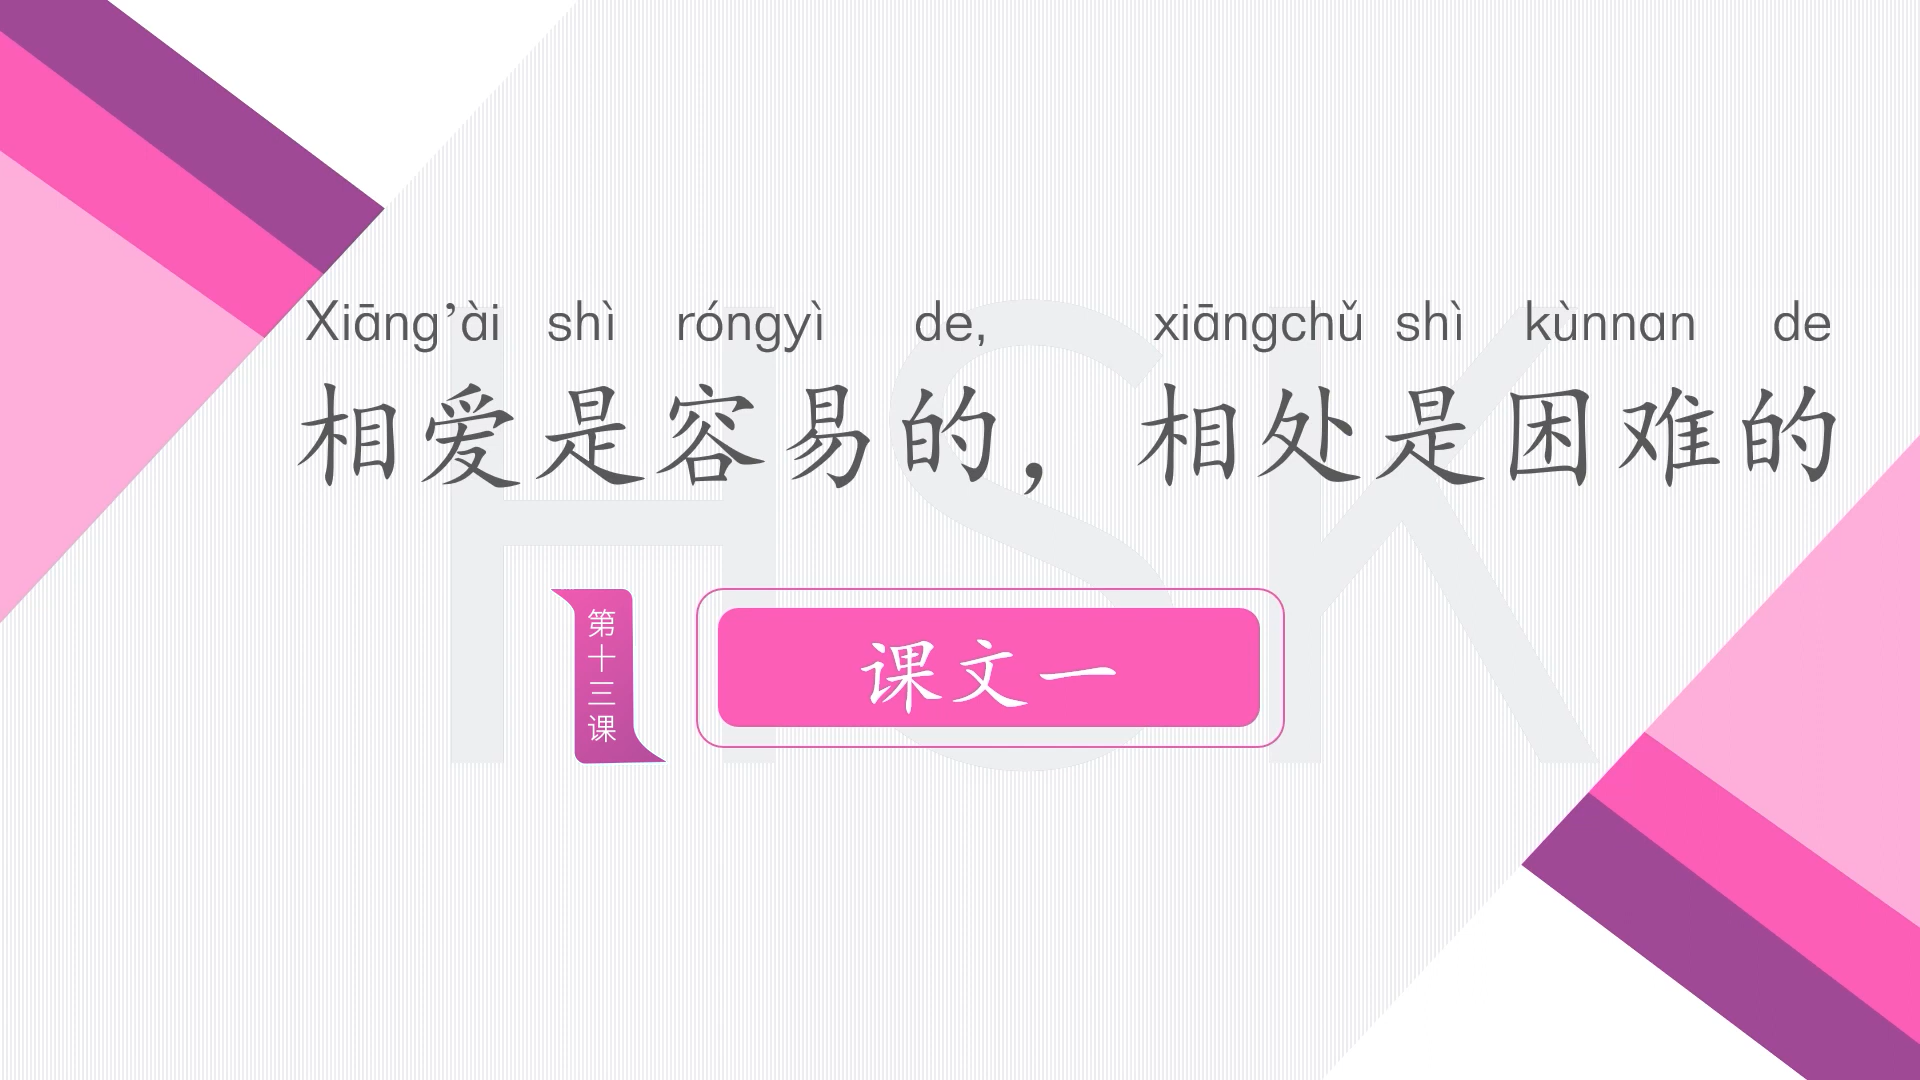 Xiāng’ài shì róngyì de, xiāngchǔ shì kùnnan de
相爱是容易的，相处是困难的
HSK
第十三课
课文一